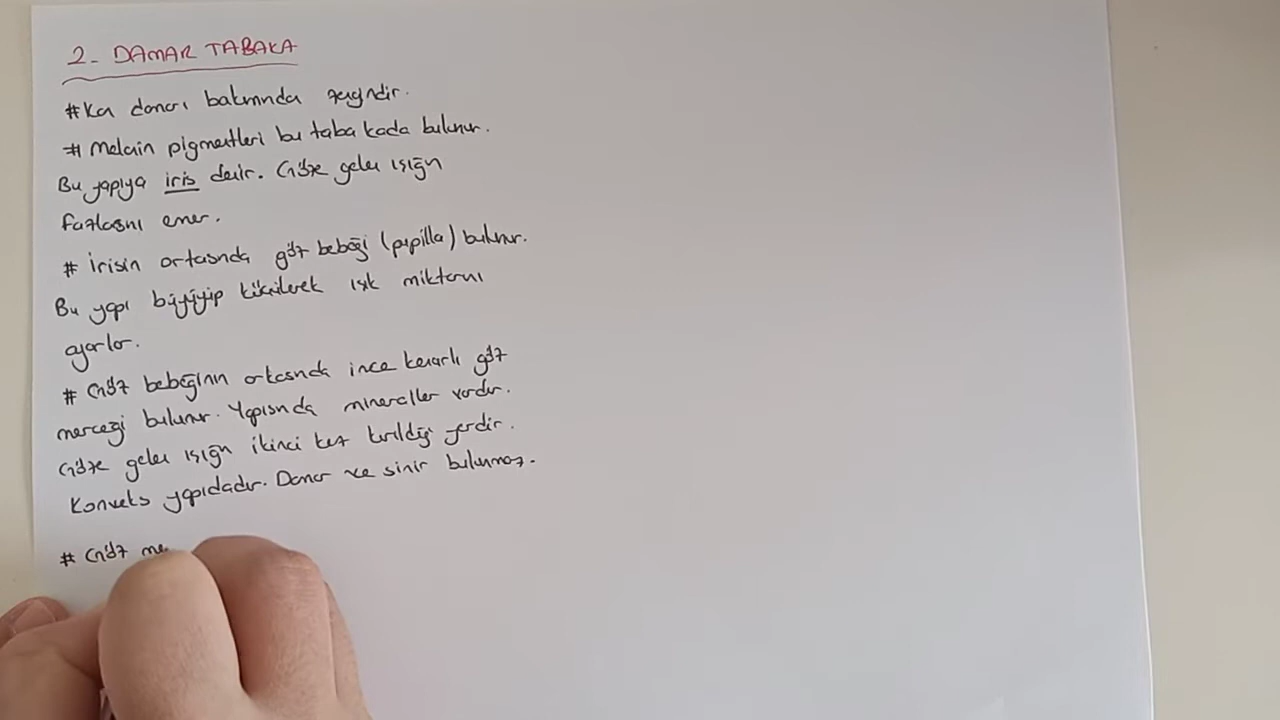 2- DAMAR TABAKA
#Kan damarı bakımında zengindir.
# Melanin pigmentleri bu tabakada bulunur.
Bu yapıya iris denir. Göze gelen ışığın
fazlasını emer.
# İrisin ortasında göz bebeği (pupilla) bulunur.
Bu yapı büyüyüp küçülerek ışık miktarını
ayarlar.
# Göz bebeğinin ortasında ince kenarlı göz
merceği bulunur. Yapısında mineraller vardır.
Göze gelen ışığın ikinci kez kırıldığı yerdir.
Konveks yapıdadır. Damar ve sinir bulunmaz.
# Göz me